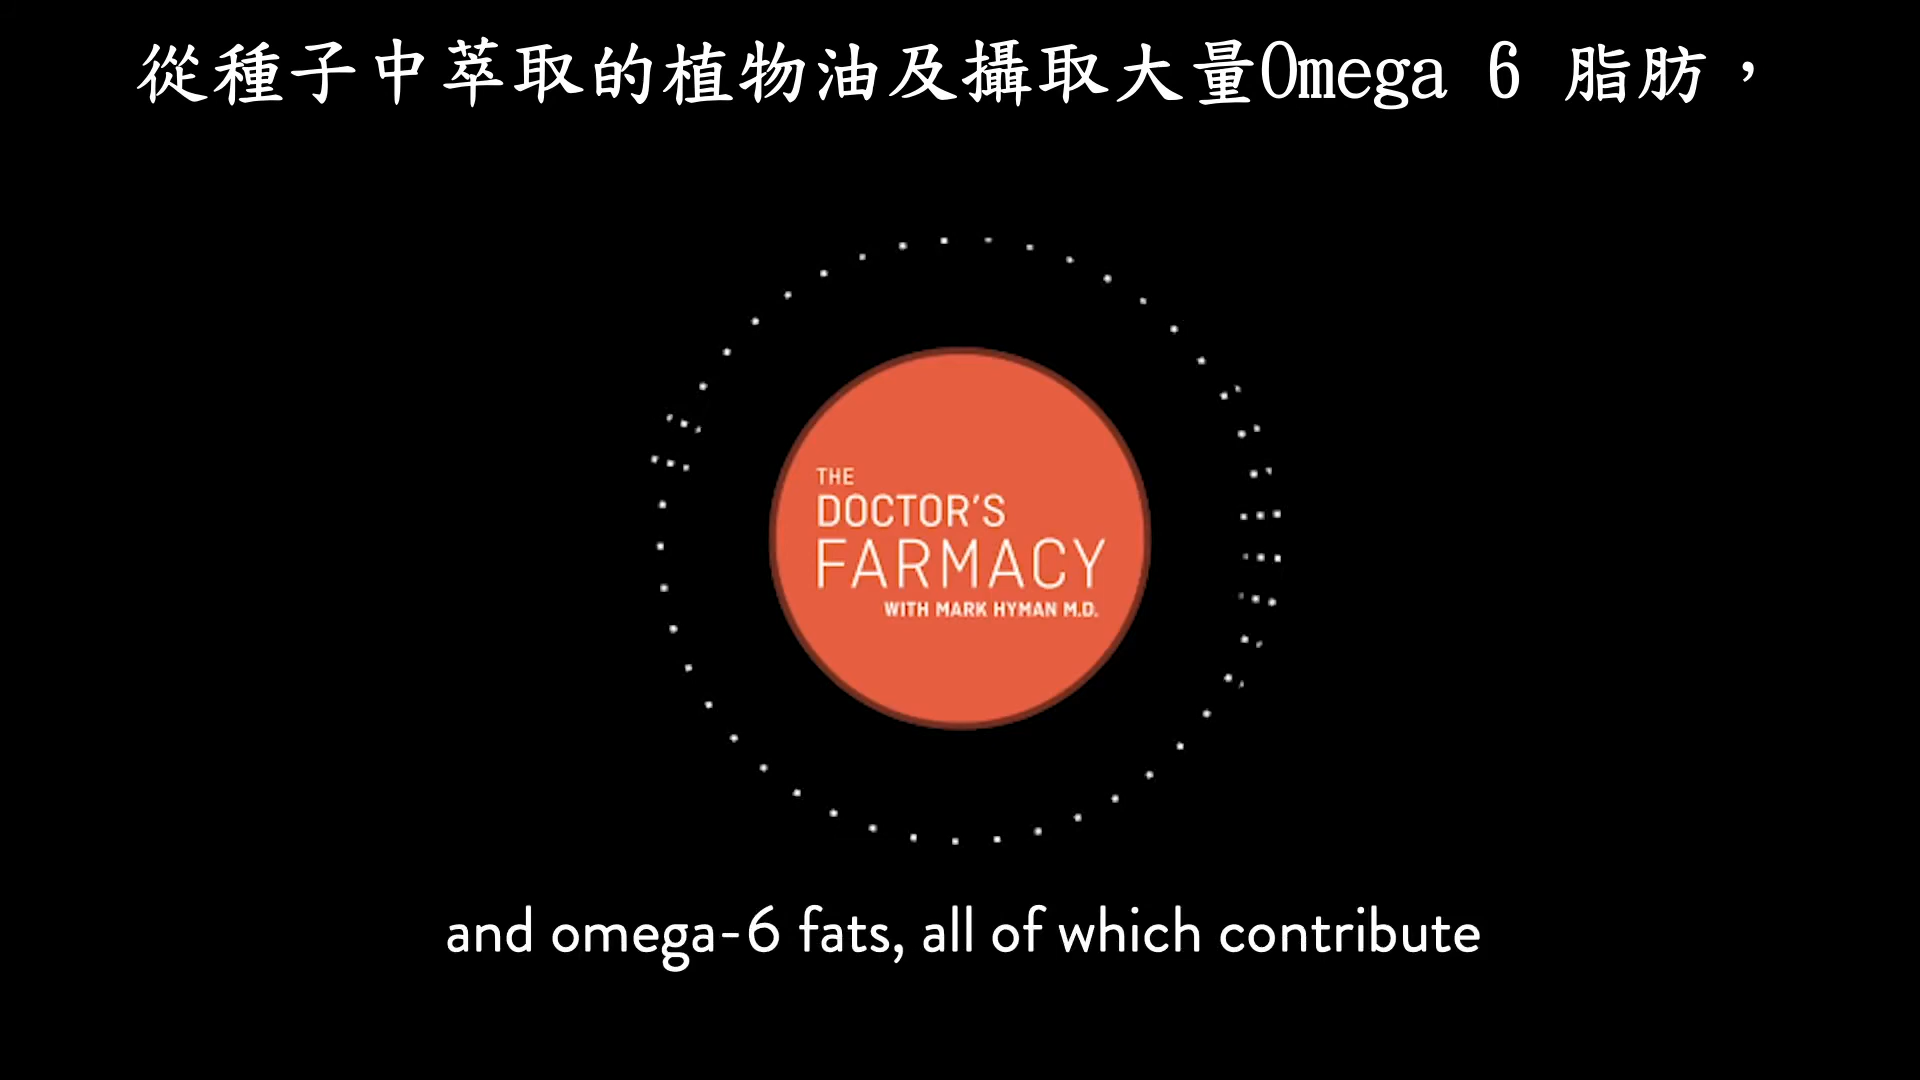 從種子中萃取的植物油及攝取大量Omega 6 脂肪，
THE
DOCTOR'S
FARMACY
WITH MARK HYMAN M.D.
and omega-6 fats, all of which contribute